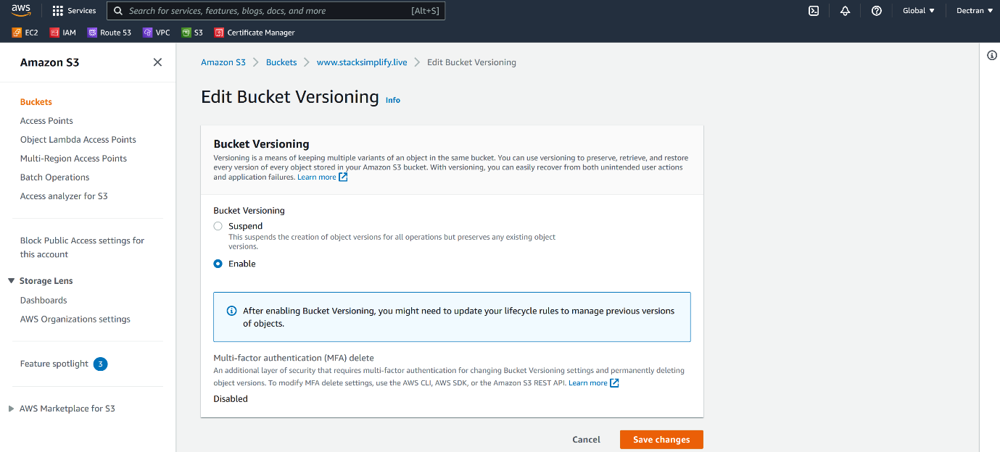 aws
Services
Search for services, features, blogs, docs, and more
[Alt+S]
Global
Dectran
EC2
IAM
Route 53
VPC
S3
Certificate Manager
Amazon S3
Buckets
Access Points
Object Lambda Access Points
Multi-Region Access Points
Batch Operations
Access analyzer for S3
Block Public Access settings for
this account
Storage Lens
Dashboards
AWS Organizations settings
Feature spotlight 3
AWS Marketplace for S3
Amazon S3 > Buckets > www.stacksimplify.live > Edit Bucket Versioning
Edit Bucket Versioning Info
Bucket Versioning
Versioning is a means of keeping multiple variants of an object in the same bucket. You can use versioning to preserve, retrieve, and restore
every version of every object stored in your Amazon S3 bucket. With versioning, you can easily recover from both unintended user actions
and application failures. Learn more
Bucket Versioning
Suspend
This suspends the creation of object versions for all operations but preserves any existing object
versions.
Enable
After enabling Bucket Versioning, you might need to update your lifecycle rules to manage previous versions
of objects.
Multi-factor authentication (MFA) delete
An additional layer of security that requires multi-factor authentication for changing Bucket Versioning settings and permanently deleting
object versions. To modify MFA delete settings, use the AWS CLI, AWS SDK, or the Amazon S3 REST API. Learn more
Disabled
Cancel
Save changes